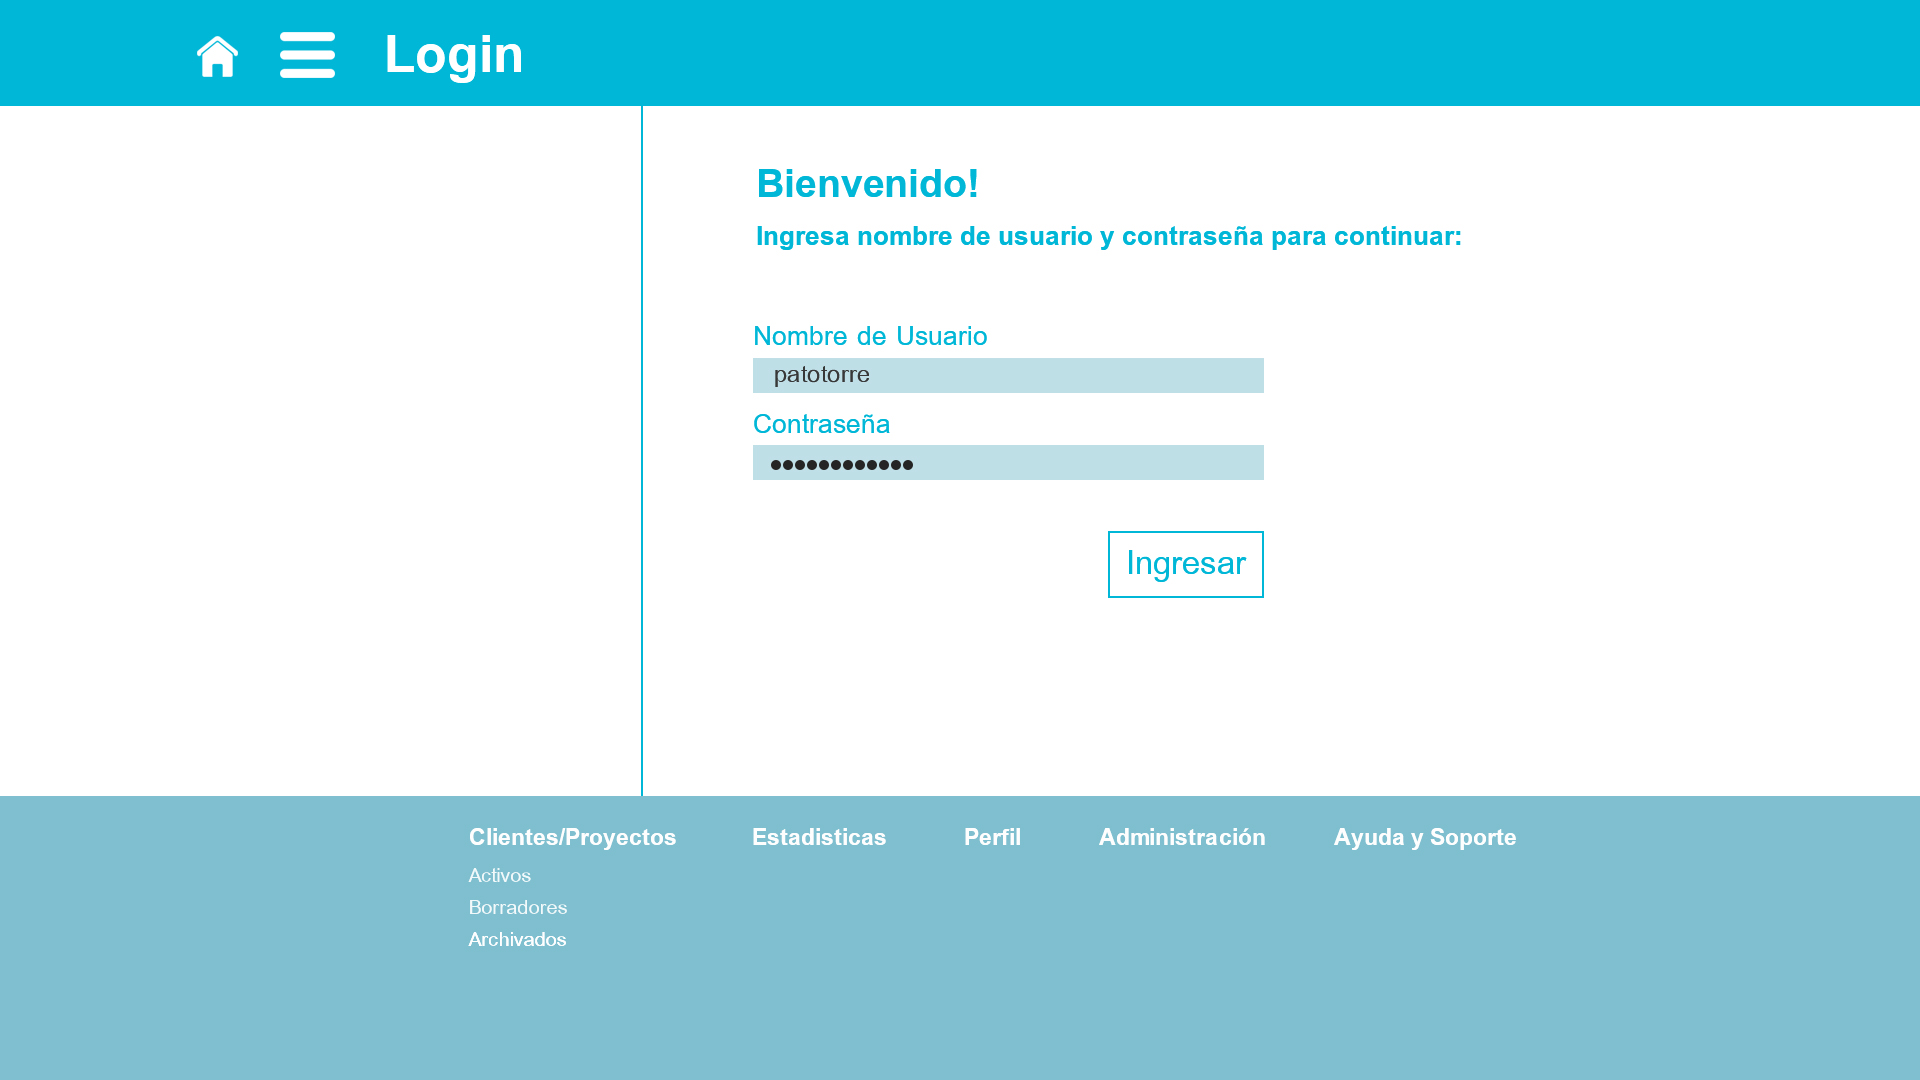 Login
Bienvenido!
Ingresa nombre de usuario y contraseña para continuar:
Nombre de Usuario
patotorre
Contraseña
●●●●●●●●●●●●
Ingresar
Clientes/Proyectos Estadisticas Perfil Administración Ayuda y Soporte
Activos
Borradores
Archivados